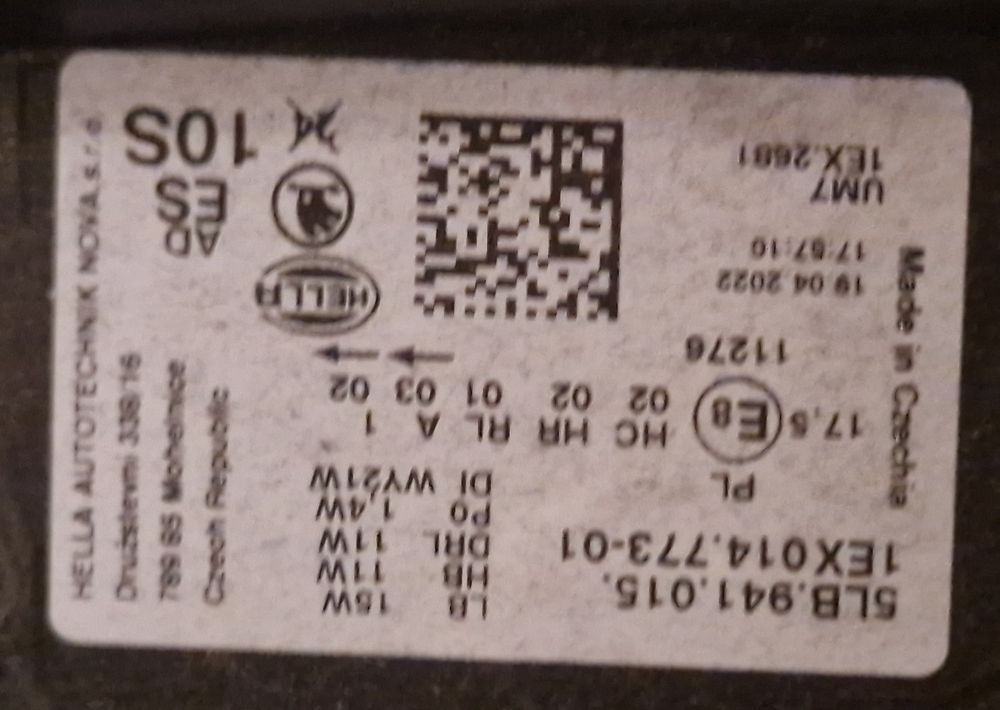 5LB.941.015.
1EX014.773-01
PL
17,5 E8
HC HR RL A 1
02 02 01 03 02
11276
LB 15W
HB 11W
DRL 11W
PO 1,4W
DI WY21W
19.04.2022
17:57:10
UM7
1EX.2681
HELLA
AD
ES
24
10S
Made in Czechia
HELLA AUTOTECHNIK NOVA,s.r.o.
Druzstevni 338/16
789 85 Mohelnice
Czech Republic